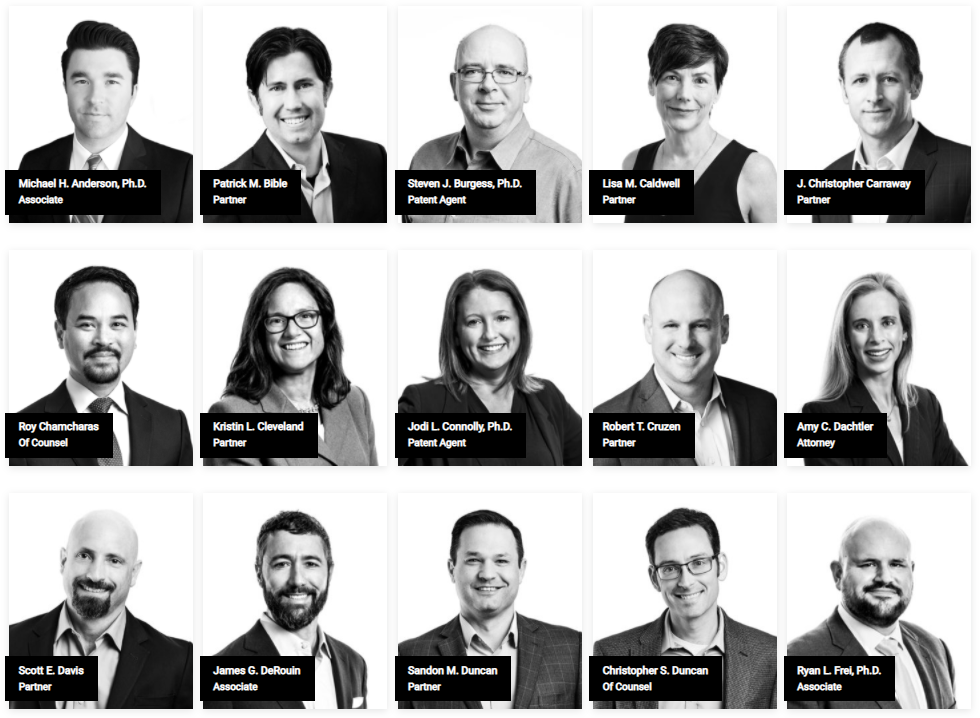 Michael H. Anderson, Ph.D.
Associate
Patrick M. Bible
Partner
Steven J. Burgess, Ph.D.
Patent Agent
Lisa M. Caldwell
Partner
J. Christopher Carraway
Partner
Roy Chamcharas
Of Counsel
Kristin L. Cleveland
Partner
Jodi L. Connolly, Ph.D.
Patent Agent
Robert T. Cruzen
Partner
Amy C. Dachtler
Attorney
Scott E. Davis
Partner
James G. DeRouin
Associate
Sandon M. Duncan
Partner
Christopher S. Duncan
Of Counsel
Ryan L. Frei, Ph.D.
Associate